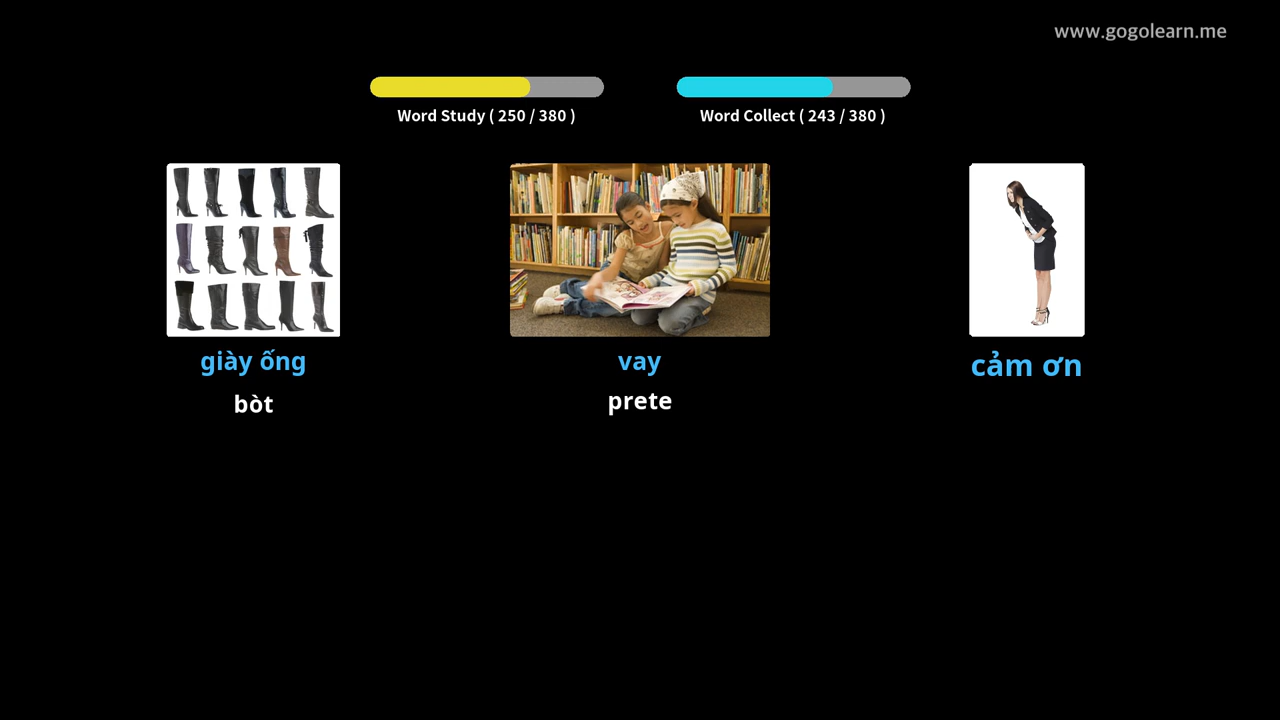 www.gogolearn.me
Word Study ( 250 / 380 )
Word Collect ( 243 / 380 )
giày ống
bòt
vay
prete
cảm ơn